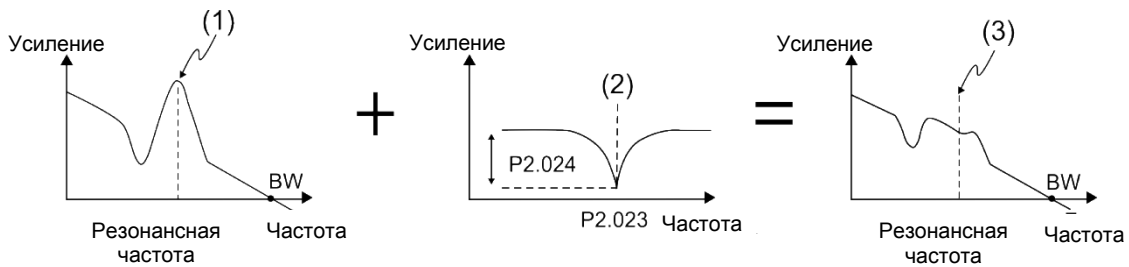 (1)
Усиление
BW
Резонансная
частота
Частота
+
Усиление
(2)
P2.024
P2.023
Частота
=
(3)
Усиление
BW
Резонансная
частота
Частота